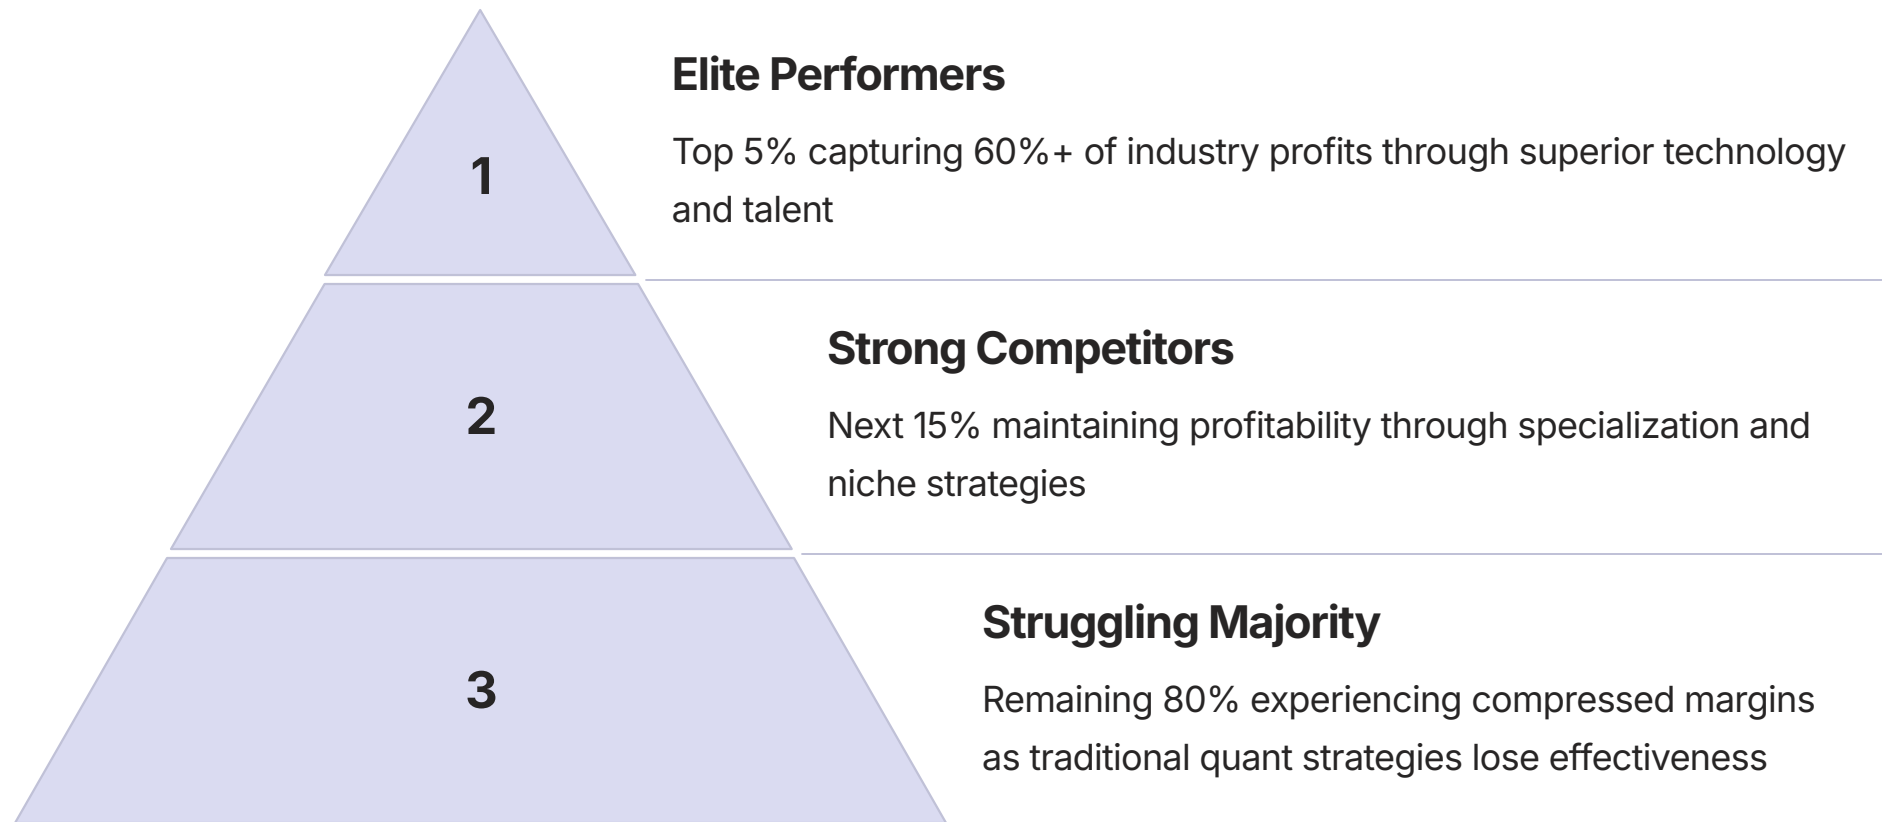 1
Elite Performers
Top 5% capturing 60%+ of industry profits through superior technology
and talent
2
Strong Competitors
Next 15% maintaining profitability through specialization and
niche strategies
3
Struggling Majority
Remaining 80% experiencing compressed margins
as traditional quant strategies lose effectiveness